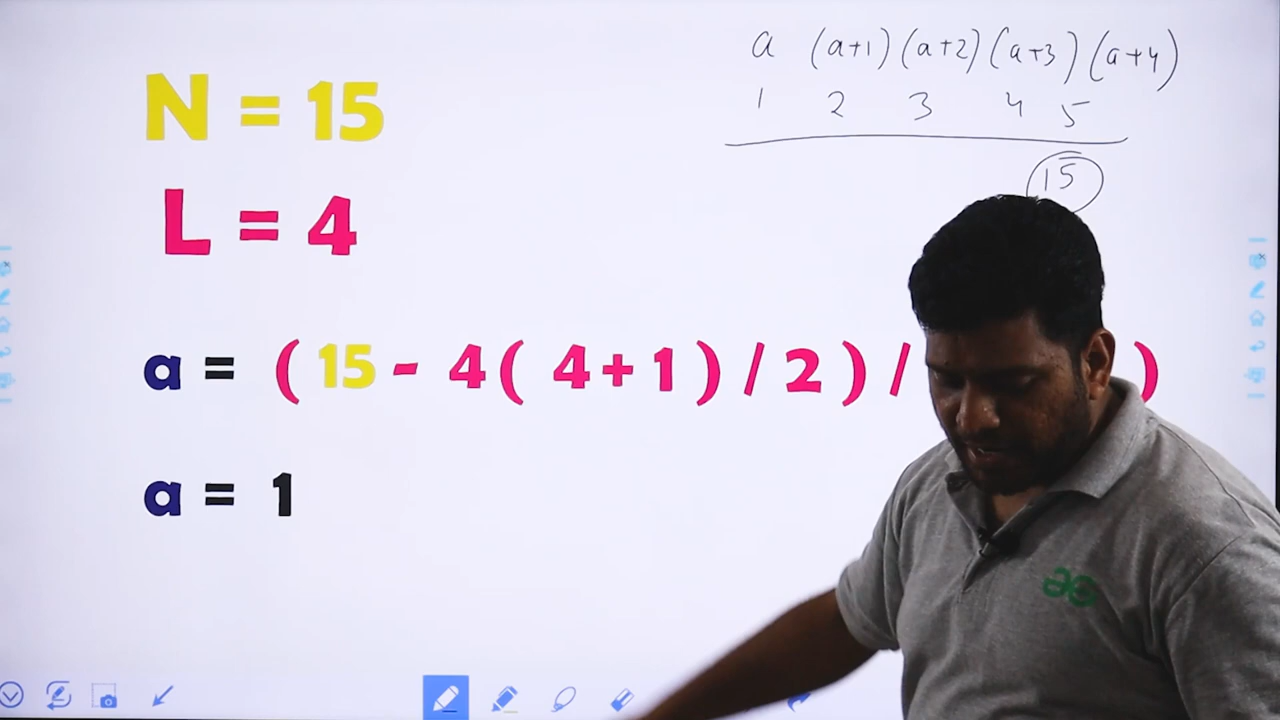 a (a+1) (a+2) (a+3) (a+4)
1 2 3 4 5
15
N = 15
L = 4
a = ( 15 - 4( 4+1 ) / 2 ) / )
a = 1